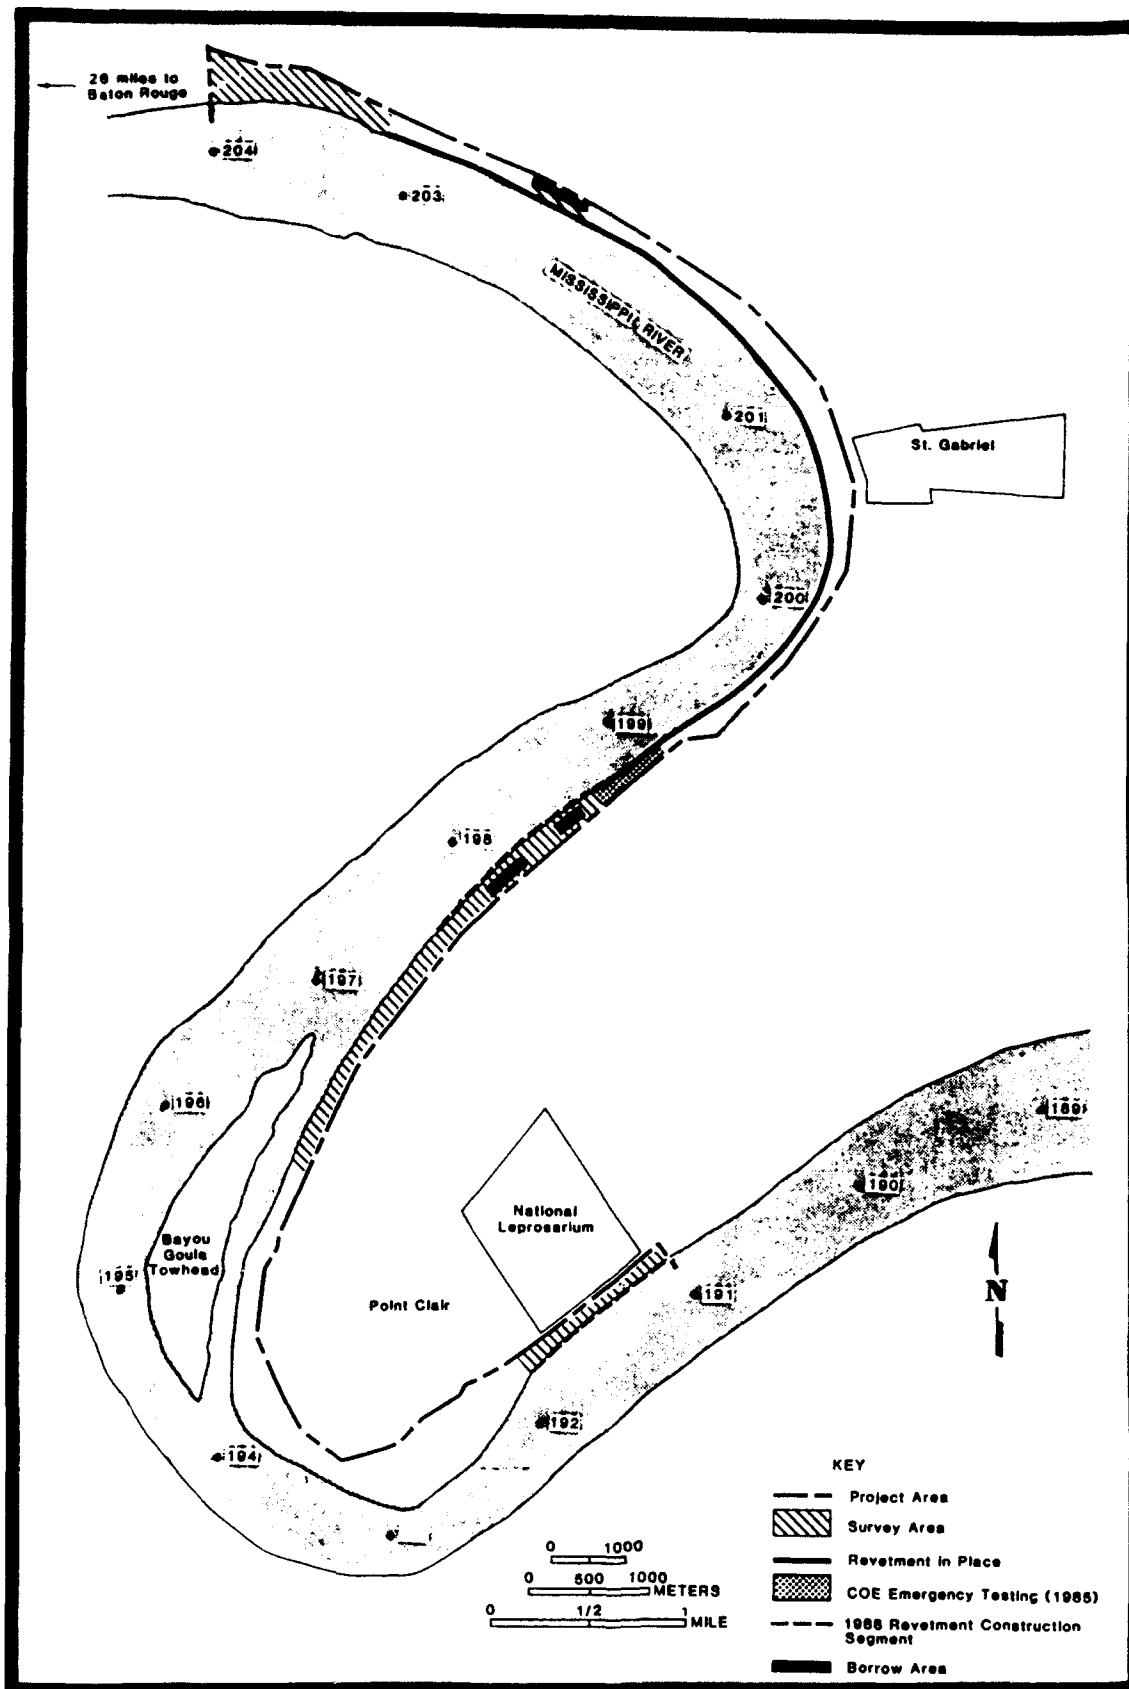 26 miles to
Baton Rouge
204
203
MISSISSIPPI RIVER
201
St. Gabriel
200
199
198
197
196
189
190
National
Leprosarium
Bayou
Goula
Towhead
195
191
Point Clair
N
192
194
KEY
Project Area
Survey Area
0 1000
Revetment in Place
0 500 1000
METERS
COE Emergency Testing (1985)
0 1/2 1
MILE
1988 Revetment Construction
Segment
Borrow Area